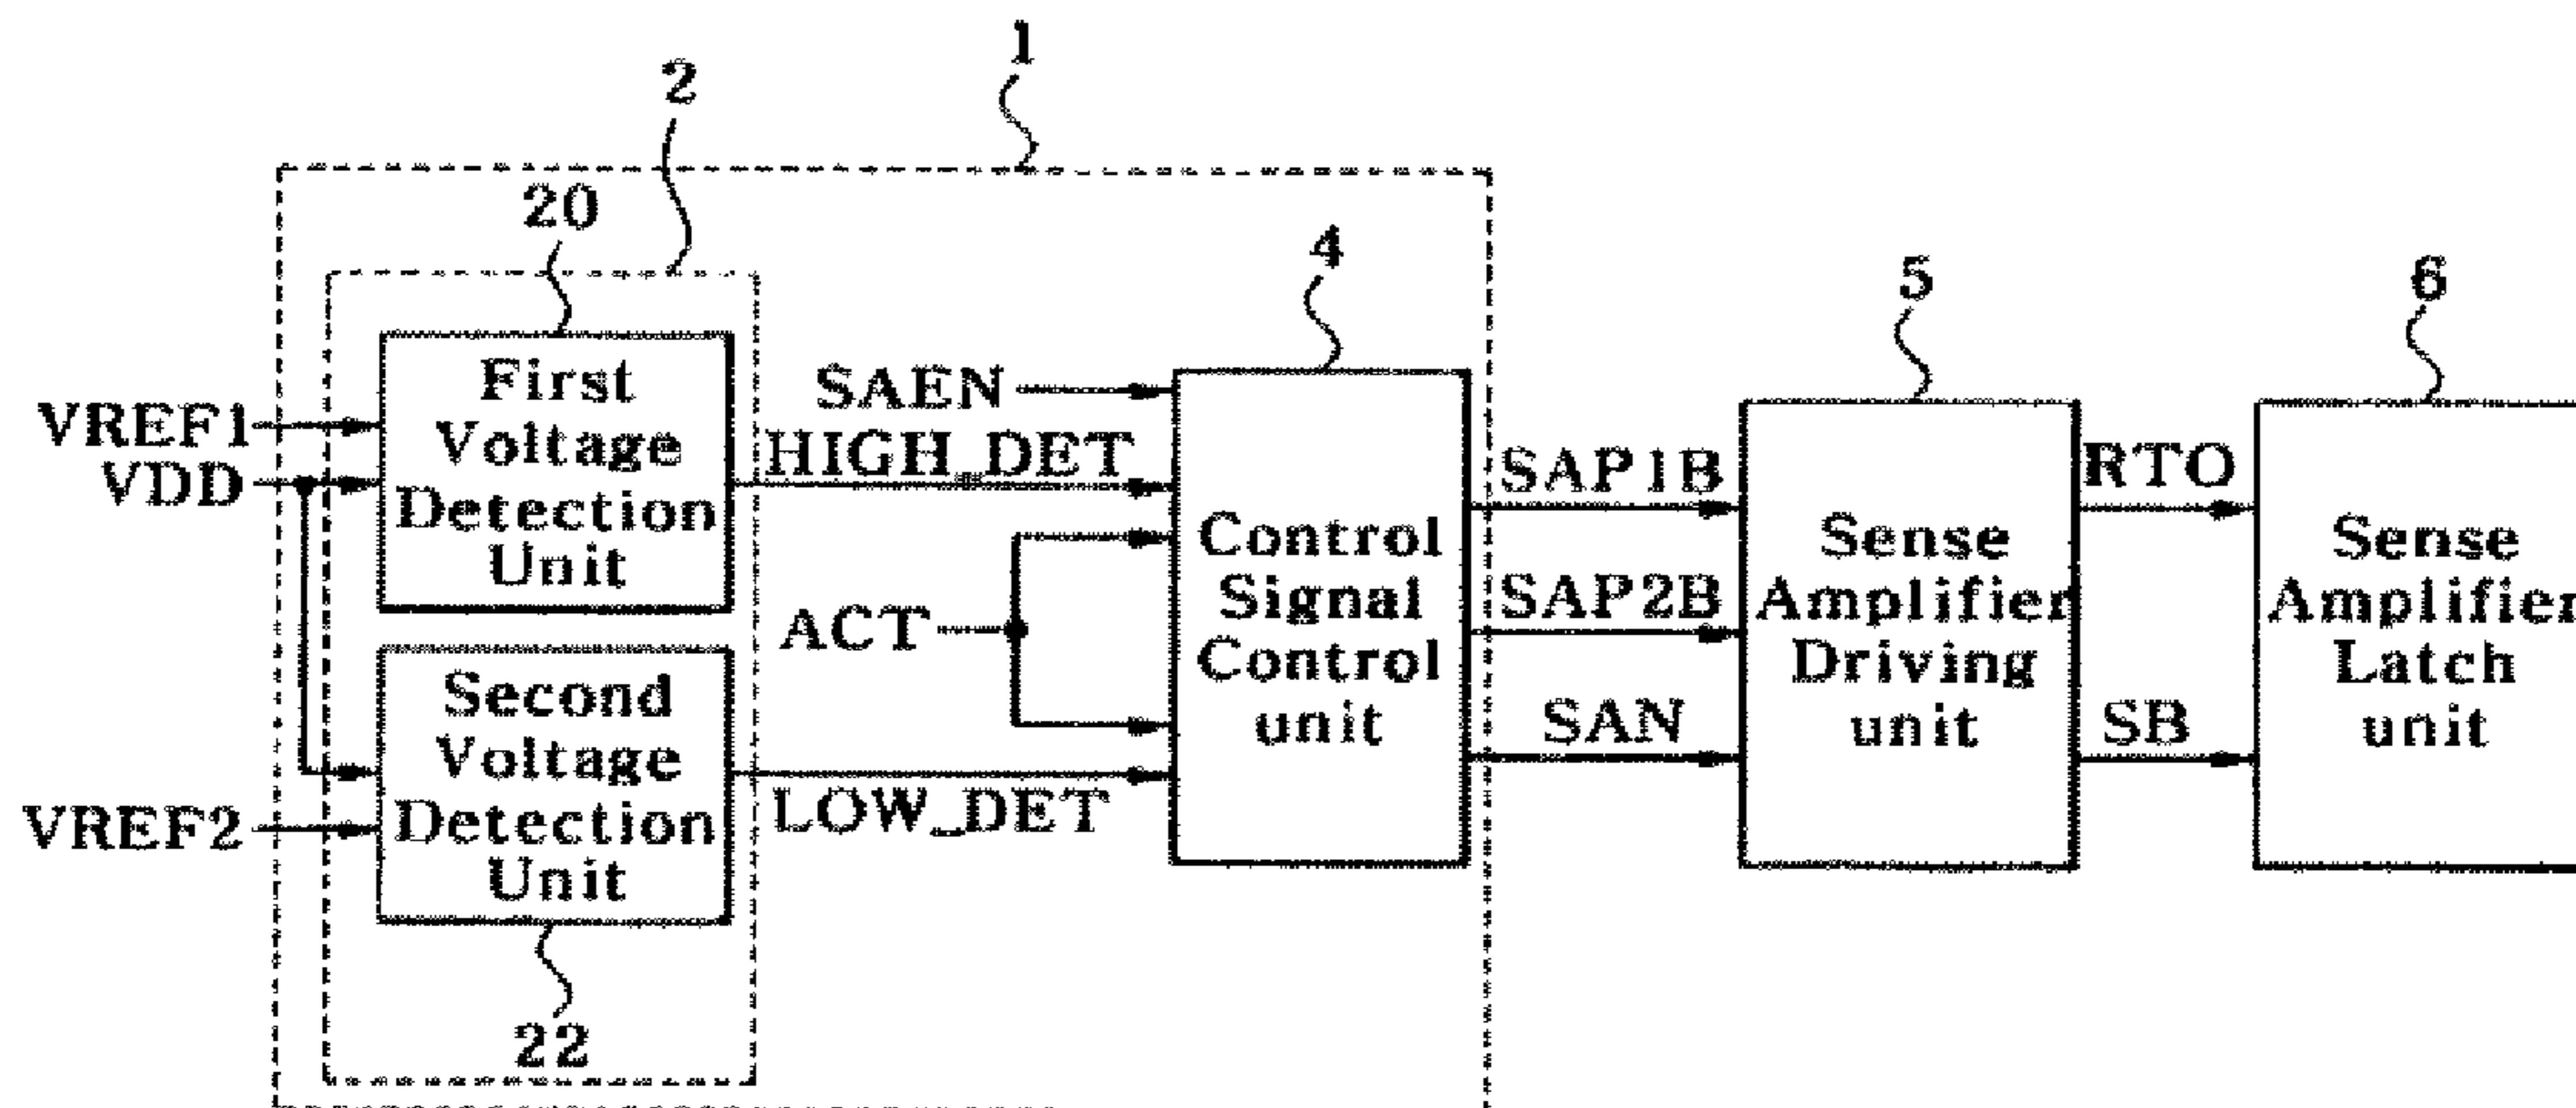 1
2
20
4
5
6
VREF1
VDD
VREF2
First
Voltage
Detection
Unit
Second
Voltage
Detection
Unit
22
SAEN
HIGH_DET
ACT
LOW_DET
Control
Signal
Control
unit
SAP1B
SAP2B
SAN
Sense
Amplifier
Driving
unit
RTO
SB
Sense
Amplifier
Latch
unit